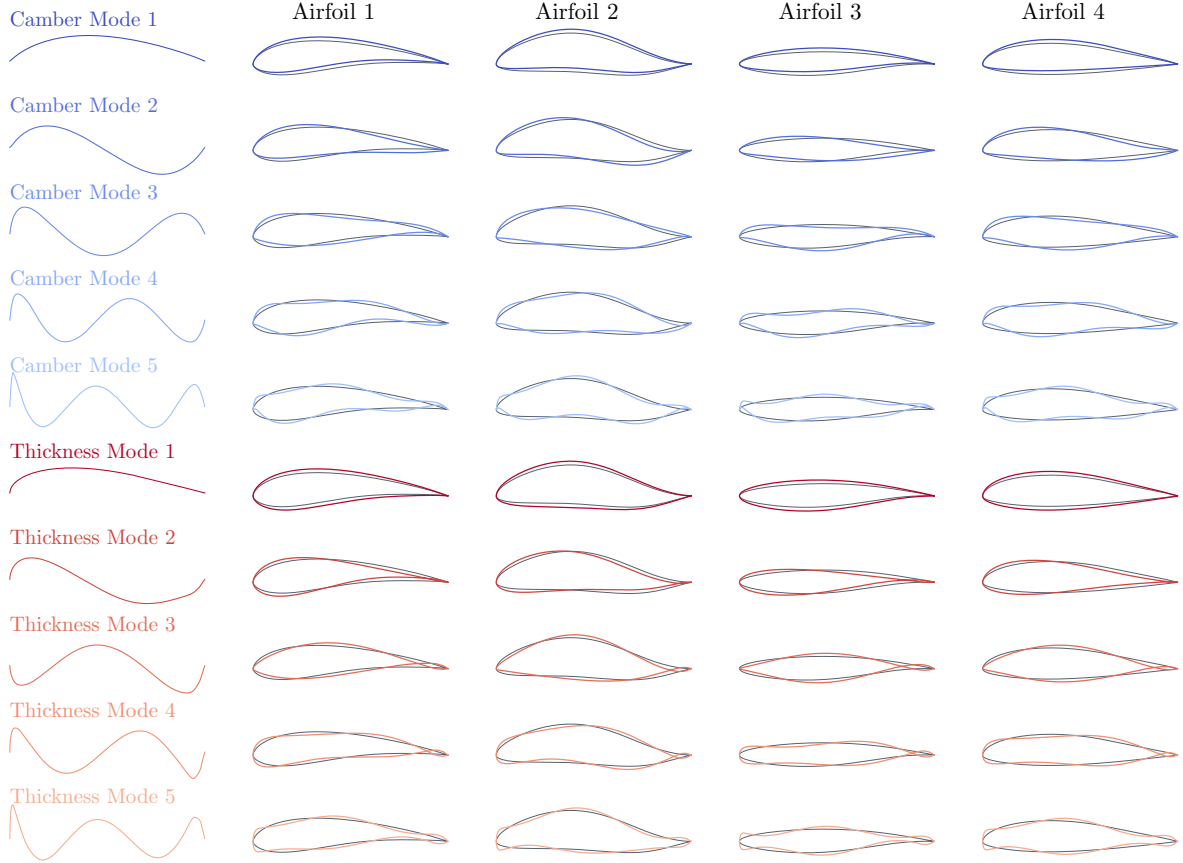 Camber Mode 1
Airfoil 1
Airfoil 2
Airfoil 3
Airfoil 4
Camber Mode 2
Camber Mode 3
Camber Mode 4
Camber Mode 5
Thickness Mode 1
Thickness Mode 2
Thickness Mode 3
Thickness Mode 4
Thickness Mode 5